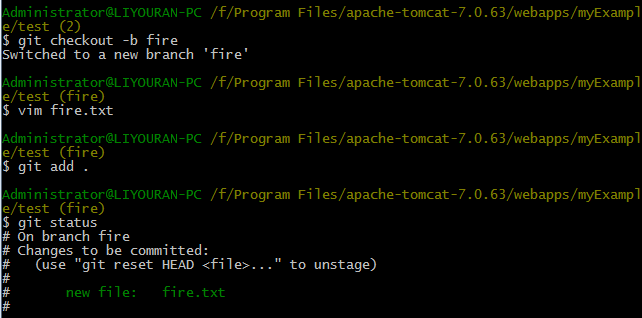 Administrator@LIYOURAN-PC /f/Program Files/apache-tomcat-7.0.63/webapps/myExampl
e/test (2)
$ git checkout -b fire
Switched to a new branch 'fire'
Administrator@LIYOURAN-PC /f/Program Files/apache-tomcat-7.0.63/webapps/myExampl
e/test (fire)
$ vim fire.txt
Administrator@LIYOURAN-PC /f/Program Files/apache-tomcat-7.0.63/webapps/myExampl
e/test (fire)
$ git add .
Administrator@LIYOURAN-PC /f/Program Files/apache-tomcat-7.0.63/webapps/myExampl
e/test (fire)
$ git status
# On branch fire
# Changes to be committed:
#   (use "git reset HEAD <file>..." to unstage)
#
#       new file:   fire.txt
#